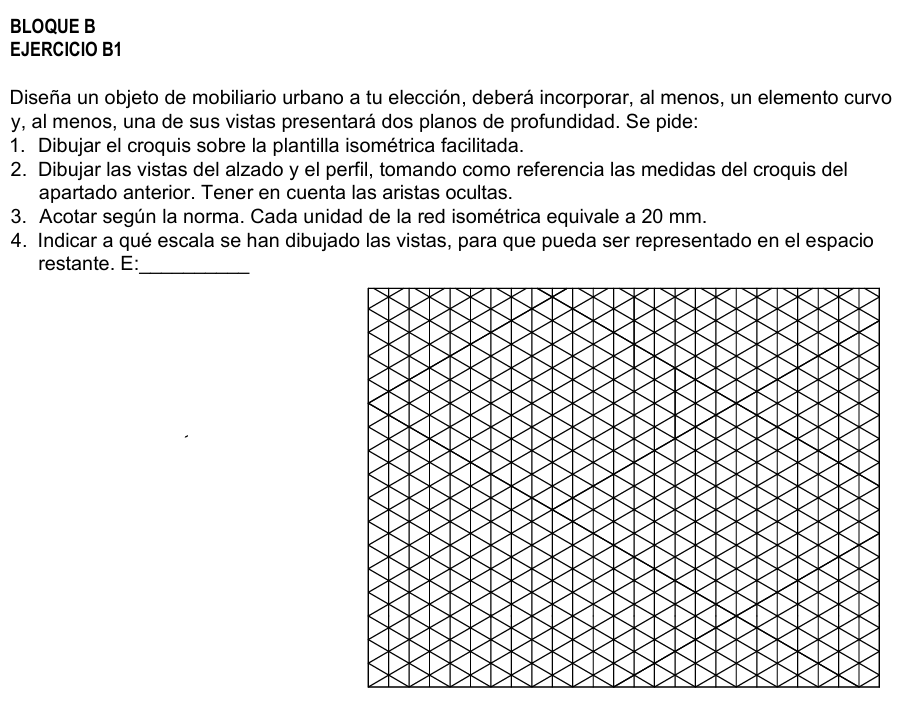 BLOQUE B
EJERCICIO B1
Diseña un objeto de mobiliario urbano a tu elección, deberá incorporar, al menos, un elemento curvo
y, al menos, una de sus vistas presentará dos planos de profundidad. Se pide:
1. Dibujar el croquis sobre la plantilla isométrica facilitada.
2. Dibujar las vistas del alzado y el perfil, tomando como referencia las medidas del croquis del
apartado anterior. Tener en cuenta las aristas ocultas.
3. Acotar según la norma. Cada unidad de la red isométrica equivale a 20 mm.
4. Indicar a qué escala se han dibujado las vistas, para que pueda ser representado en el espacio
restante. E:__________